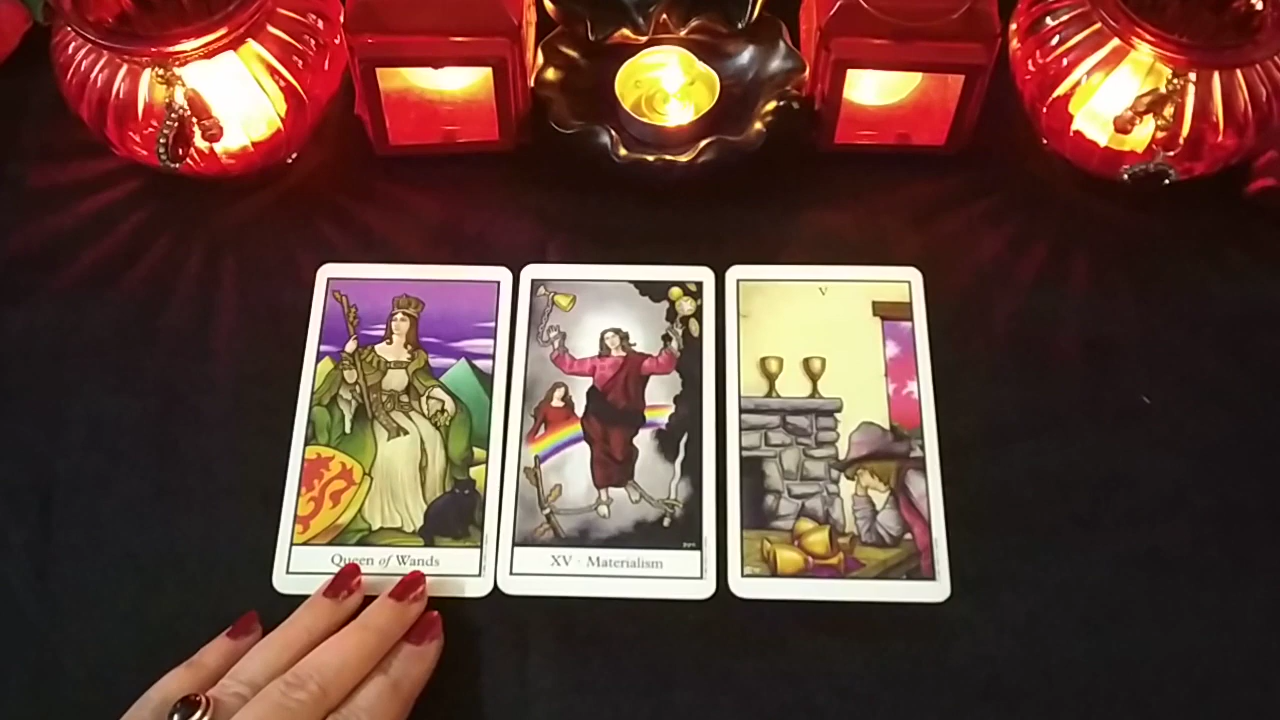 Queen of Wands
XV · Materialism
V